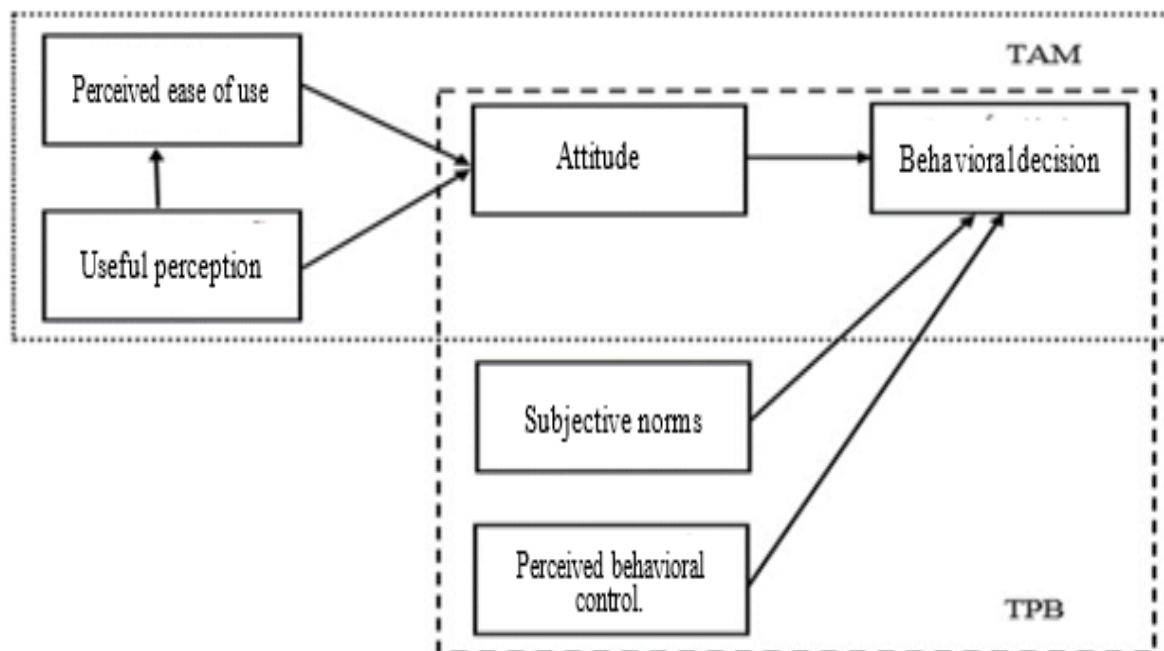 TAM
Perceived ease of use
Attitude
Behavioral decision
Useful perception
Subjective norms
Perceived behavioral
control.
TPB